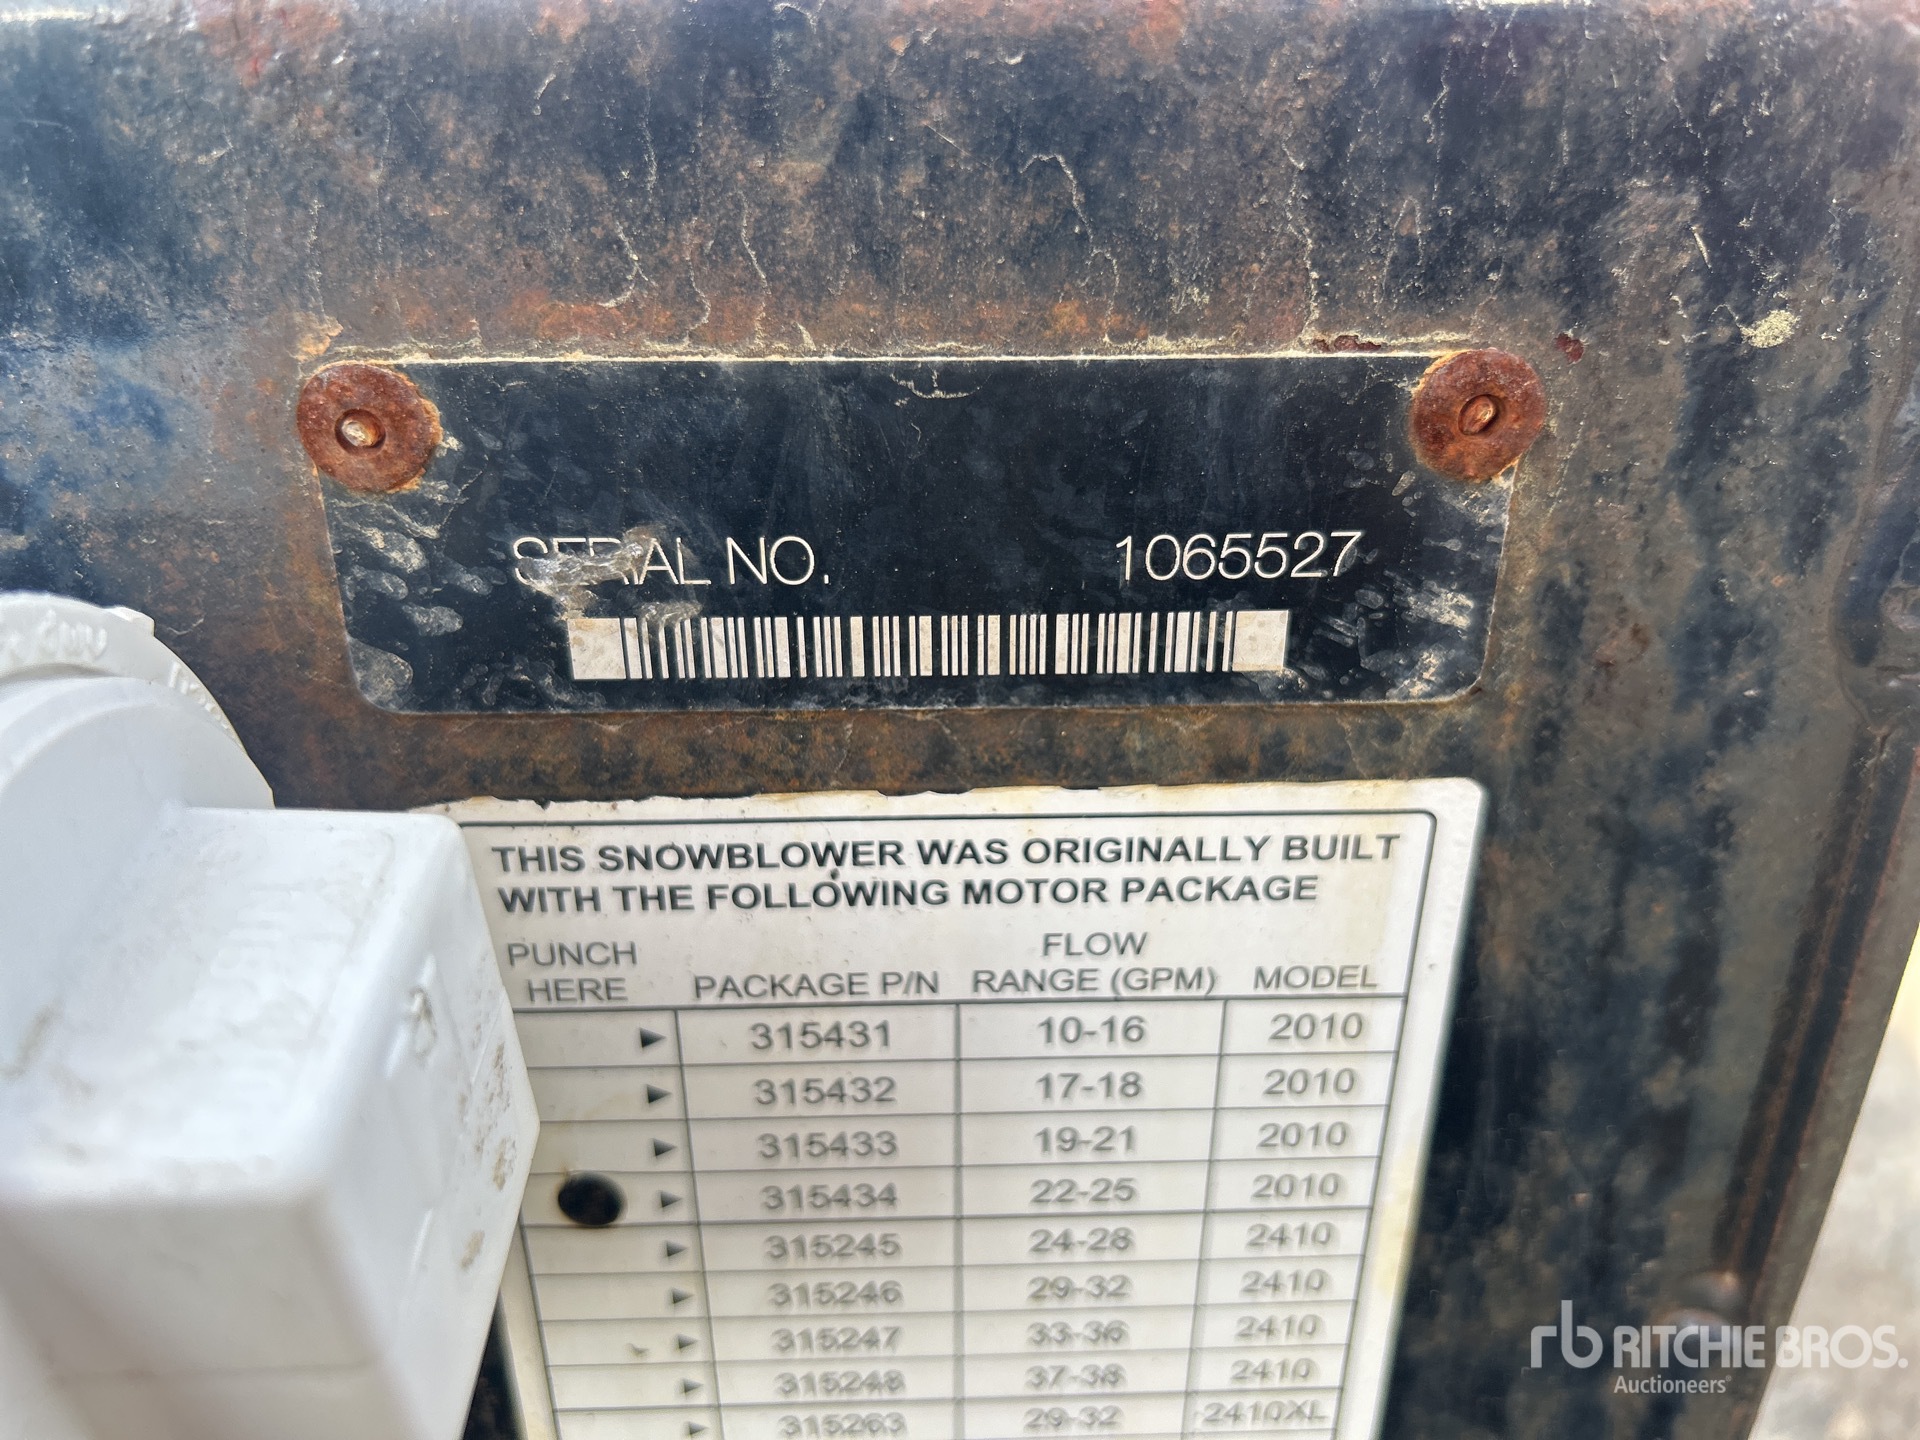 SERIAL NO. 1065527
THIS SNOWBLOWER WAS ORIGINALLY BUILT
WITH THE FOLLOWING MOTOR PACKAGE
PUNCH HERE PACKAGE P/N FLOW RANGE (GPM) MODEL
315431 10-16 2010
315432 17-18 2010
315433 19-21 2010
315434 22-25 2010
315245 24-28 2410
315246 29-32 2410
315247 33-36 2410
315248 37-38 2410
315263 29-32 2410XL
rb RITCHIE BROS.
Auctioneers